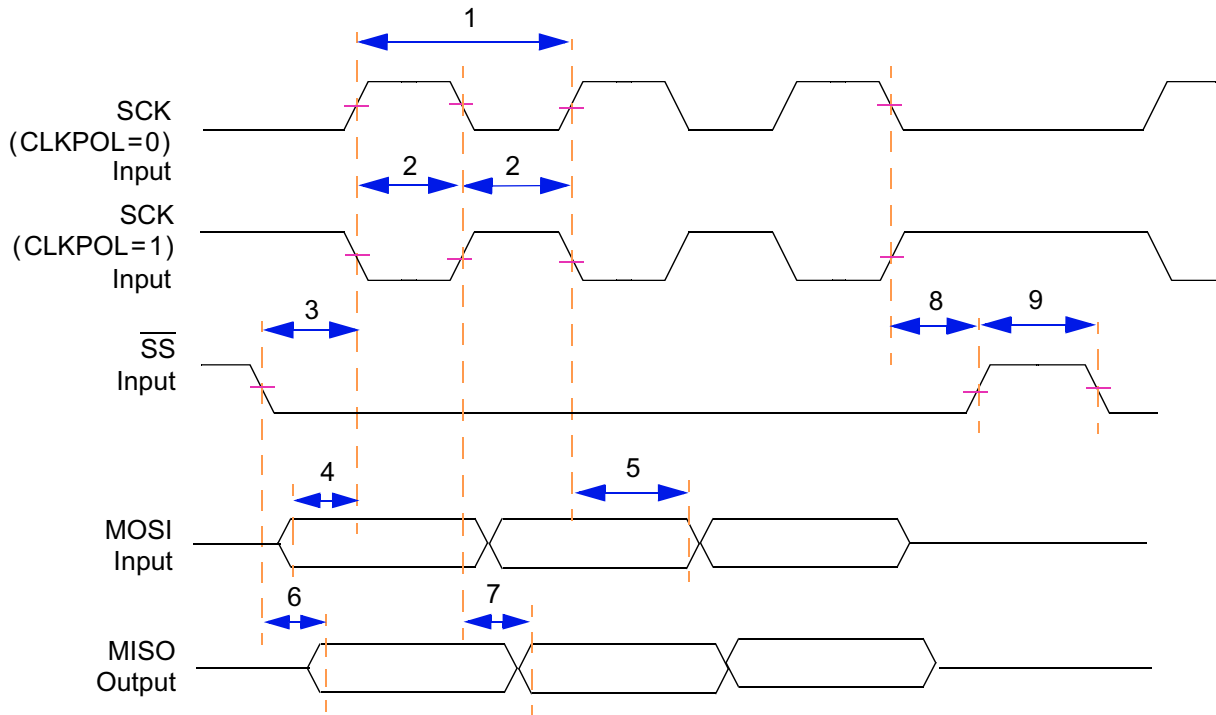 1
SCK
(CLKPOL=0)
Input
2
2
SCK
(CLKPOL=1)
Input
3
8
9
SS
Input
4
5
MOSI
Input
6
7
MISO
Output